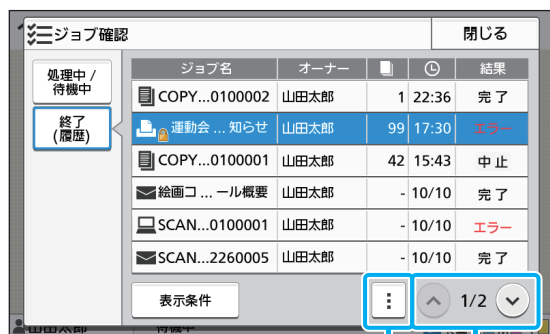 ジョブ確認
閉じる
処理中 /
待機中
終了
(履歴)
ジョブ名 オーナー 結果
COPY...0100002 山田太郎 1 22:36 完了
運動会 ... 知らせ 山田太郎 99 17:30 エラー
COPY...0100001 山田太郎 42 15:43 中止
絵画コ ... ール概要 山田太郎 - 10/10 完了
SCAN...0100001 山田太郎 - 10/10 エラー
SCAN...2260005 山田太郎 - 10/10 完了
表示条件 1/2
山田太郎 待機中